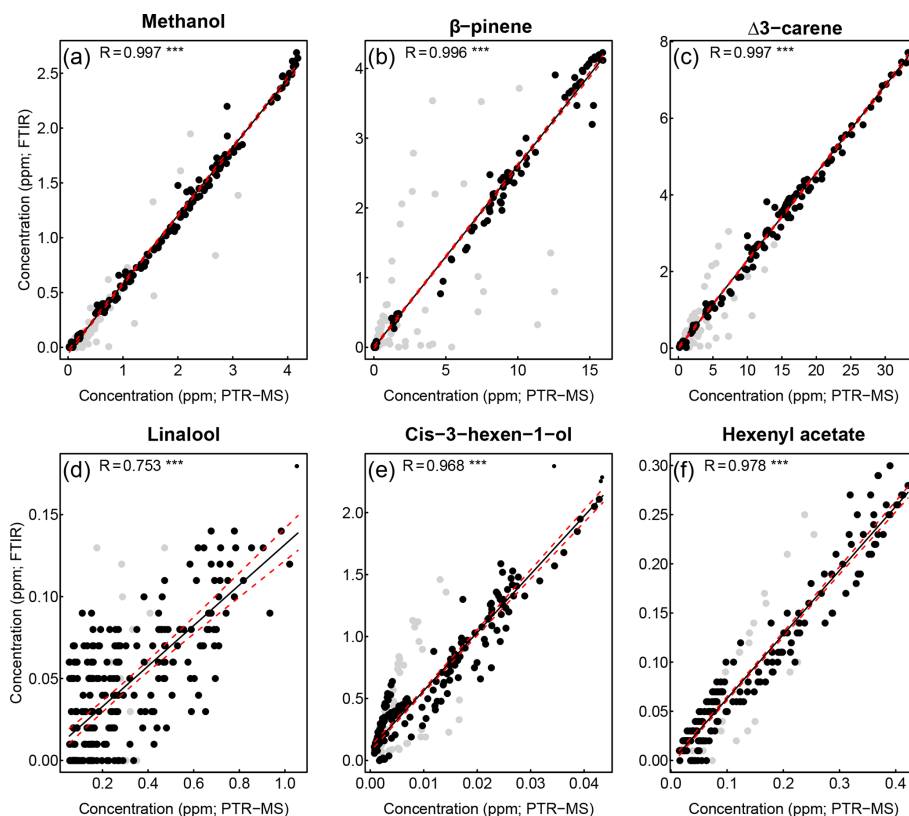 Methanol
β−pinene
Δ3−carene
(a)
R=0.997 ***
(b)
R=0.996 ***
(c)
R=0.997 ***
Concentration (ppm; FTIR)
2.5
2.0
1.5
1.0
0.5
0.0
4
3
2
1
0
8
6
4
2
0
0 1 2 3 4
0 5 10 15
0 5 10 15 20 25 30
Concentration (ppm; PTR−MS)
Concentration (ppm; PTR−MS)
Concentration (ppm; PTR−MS)
Linalool
Cis−3−hexen−1−ol
Hexenyl acetate
(d)
R=0.753 ***
(e)
R=0.968 ***
(f)
R=0.978 ***
Concentration (ppm; FTIR)
0.15
0.10
0.05
0.00
2.0
1.5
1.0
0.5
0.0
0.30
0.25
0.20
0.15
0.10
0.05
0.00
0.2 0.4 0.6 0.8 1.0
0.00 0.01 0.02 0.03 0.04
0.0 0.1 0.2 0.3 0.4
Concentration (ppm; PTR−MS)
Concentration (ppm; PTR−MS)
Concentration (ppm; PTR−MS)